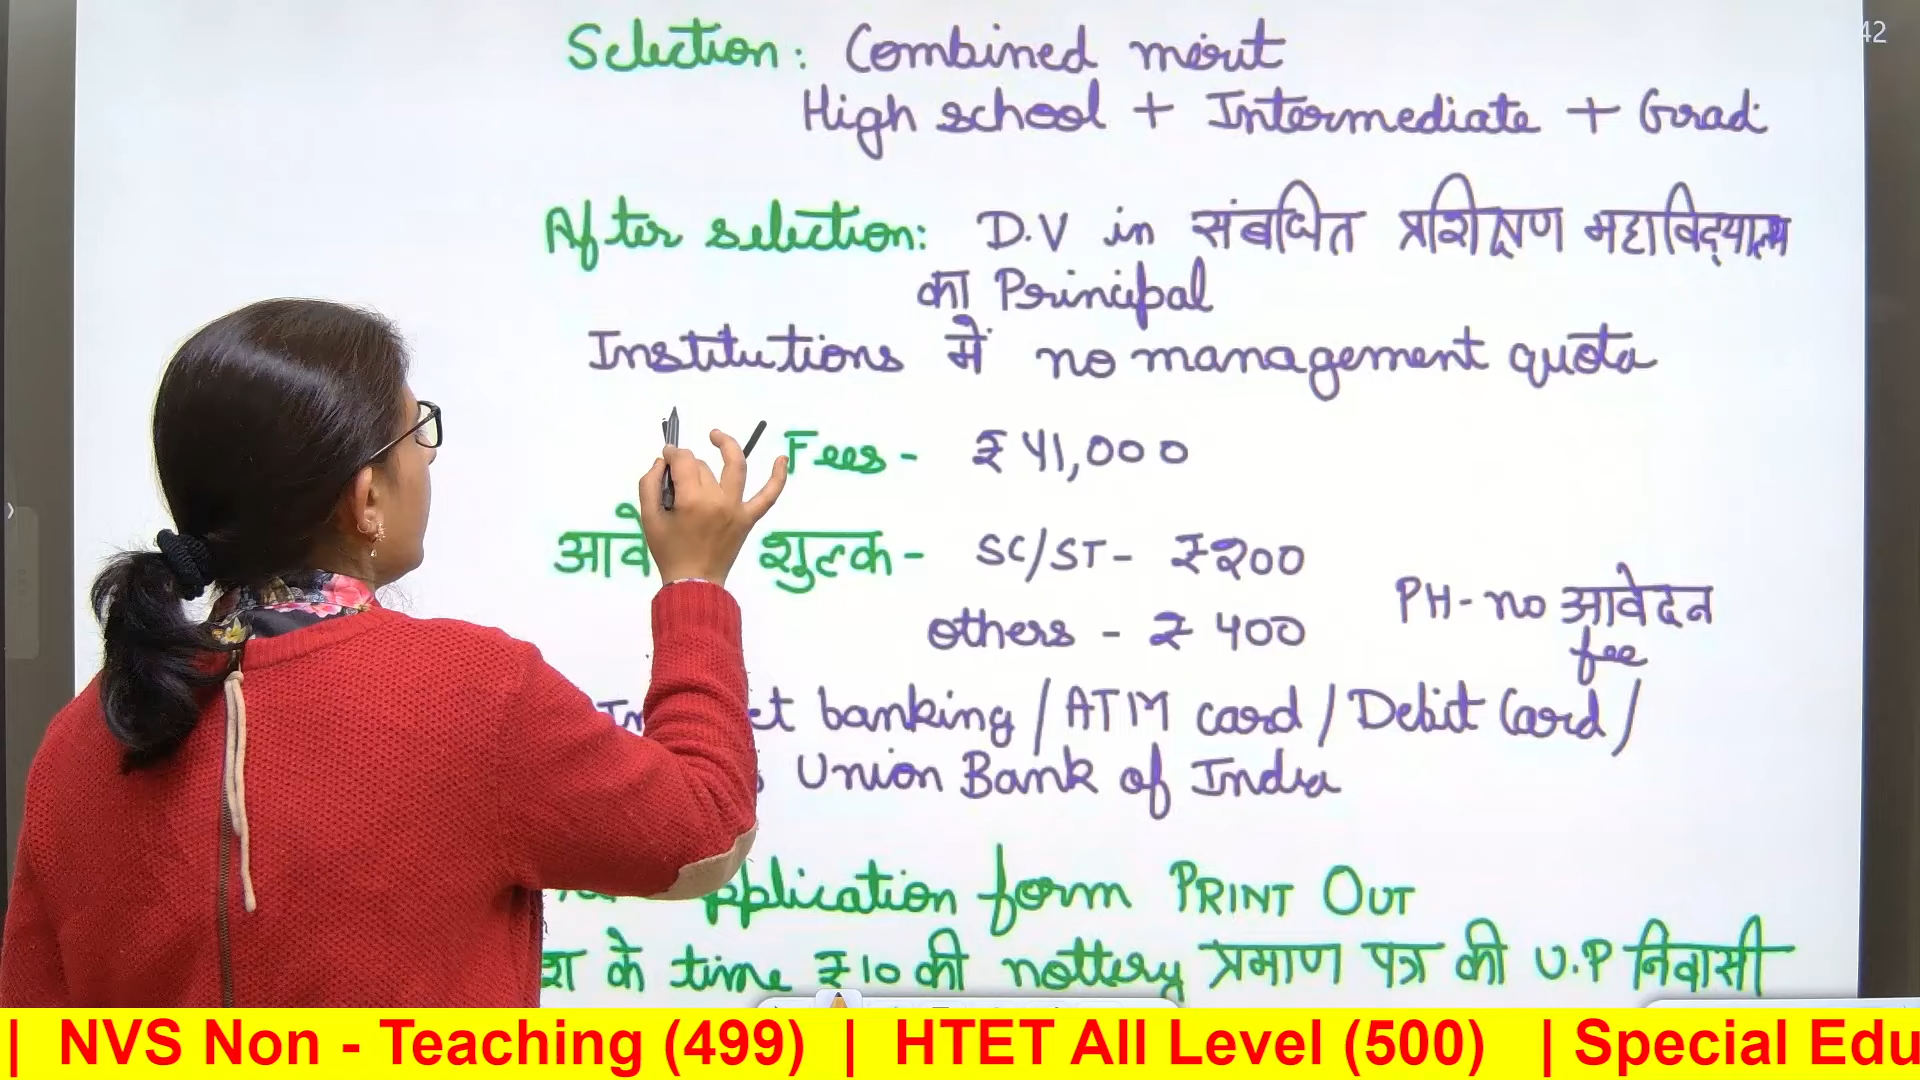 42
Selection: Combined merit
High school + Intermediate + Grad.
After selection: D.V in संबधित प्रशिक्षण महाविद्यालय
का Principal
Institutions में no management quota
Fees - ₹ 41,000
शुल्क - SC/ST - ₹200
others - ₹ 400
PH - no आवेदन
fee
banking / ATM card / Debit Card /
Union Bank of India
application form PRINT OUT
के time ₹10 की nottery प्रमाण पत्र की U.P निवासी
| NVS Non - Teaching (499) | HTET All Level (500) | Special Edu